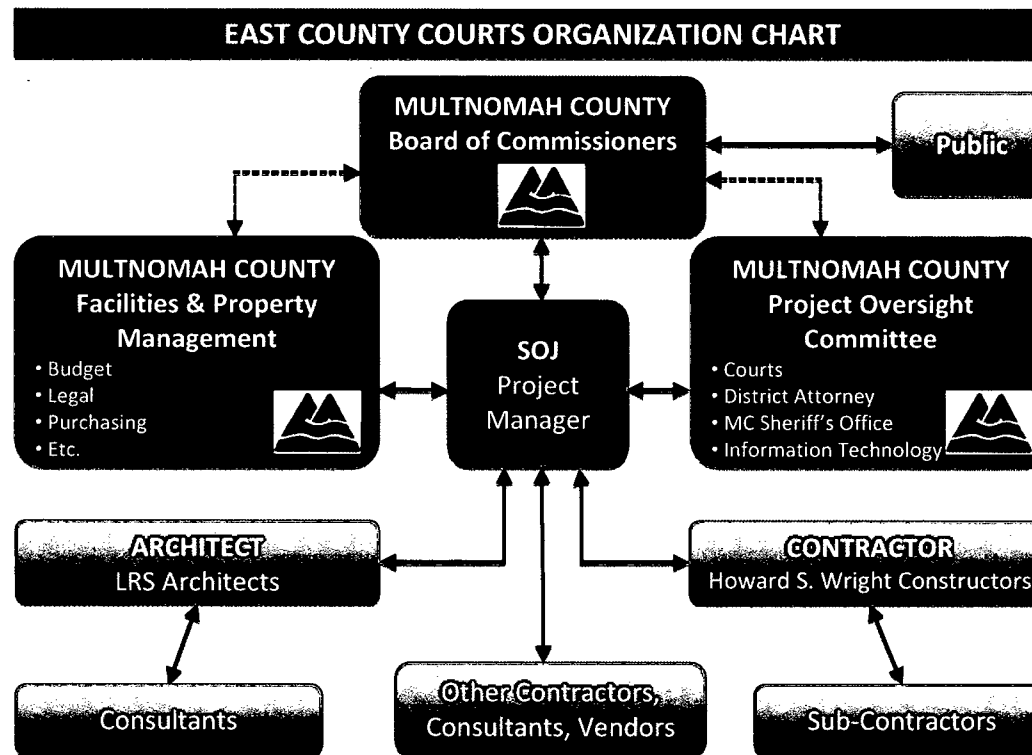 EAST COUNTY COURTS ORGANIZATION CHART
MULTNOMAH COUNTY
Board of Commissioners
Public
MULTNOMAH COUNTY
Facilities & Property
Management
• Budget
• Legal
• Purchasing
• Etc.
SOJ
Project
Manager
MULTNOMAH COUNTY
Project Oversight
Committee
• Courts
• District Attorney
• MC Sheriff's Office
• Information Technology
ARCHITECT
LRS Architects
CONTRACTOR
Howard S. Wright Constructors
Consultants
Other Contractors,
Consultants, Vendors
Sub-Contractors